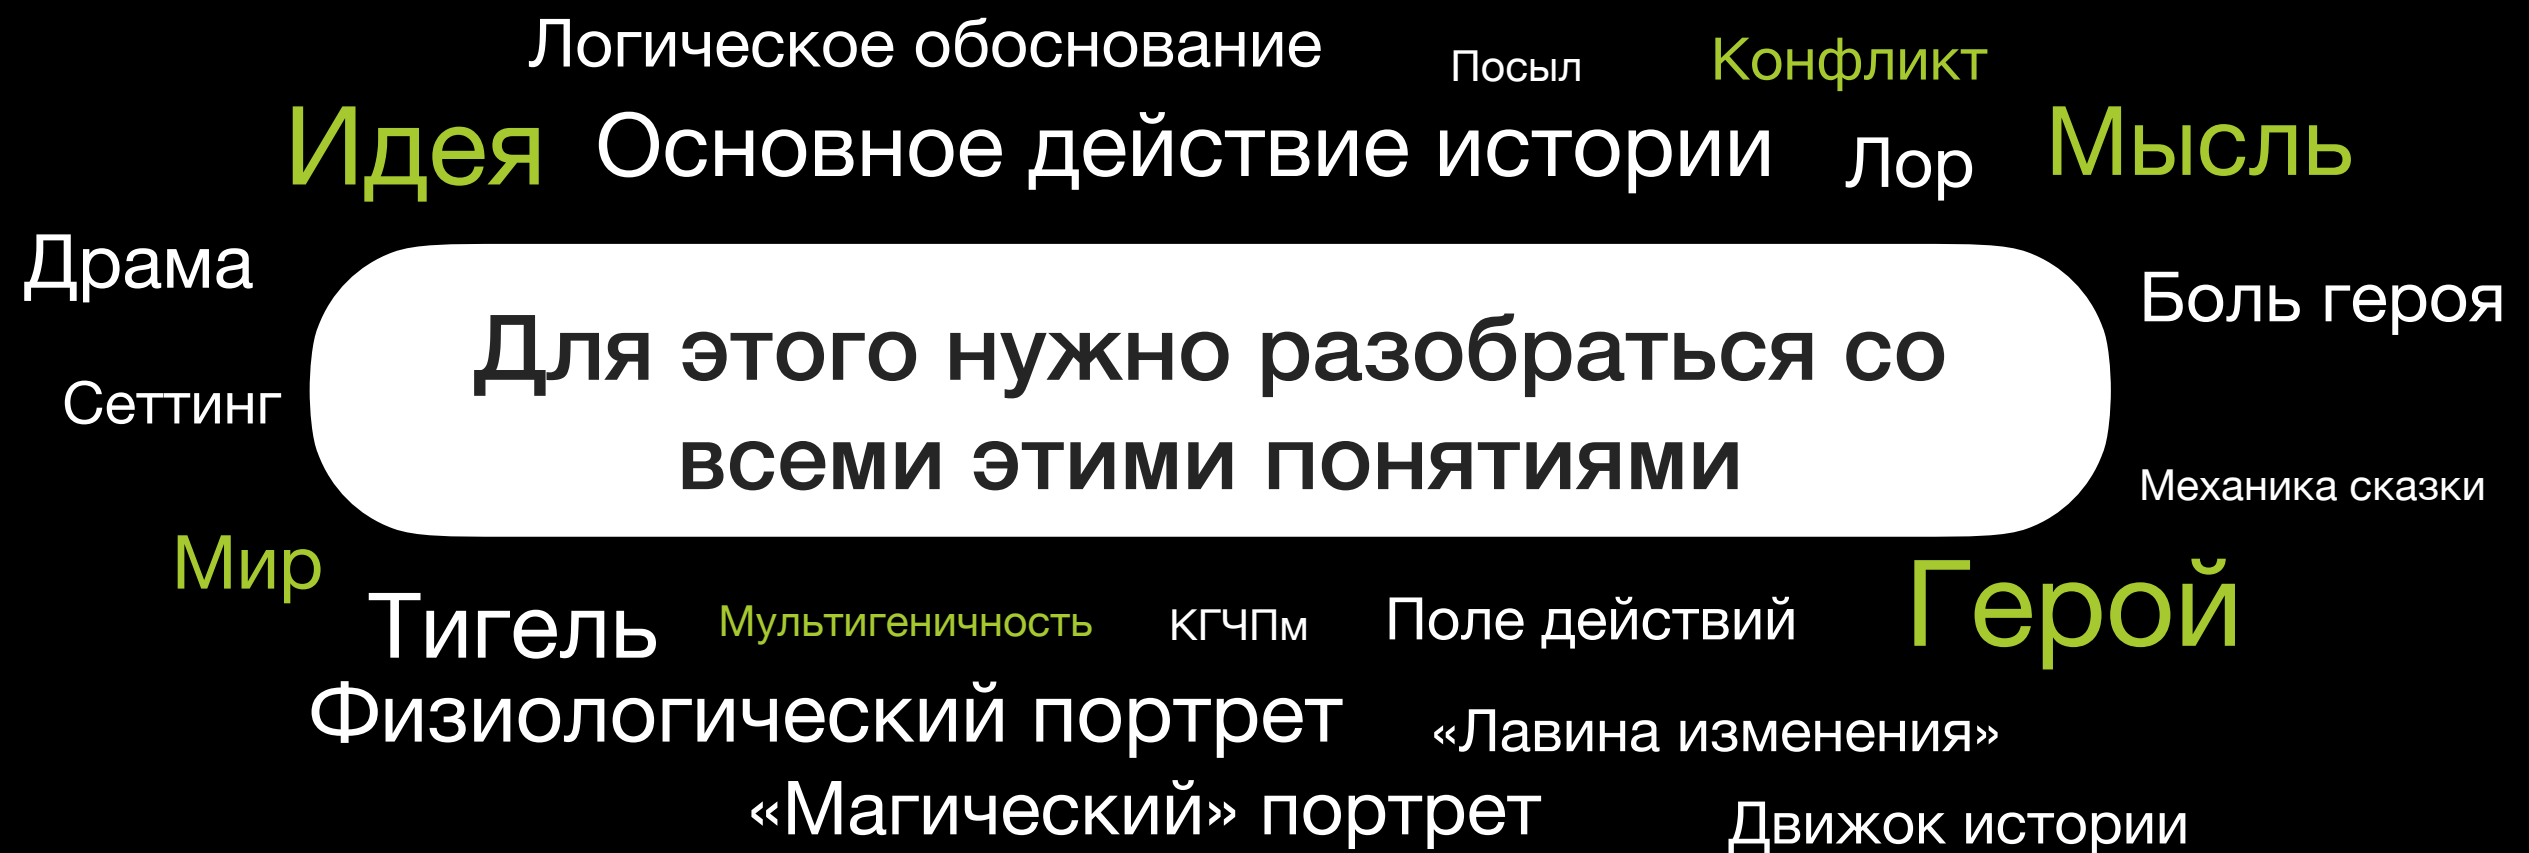 Логическое обоснование
Посыл
Конфликт
Идея
Основное действие истории
Лор
Мысль
Драма
Боль героя
Для этого нужно разобраться со
всеми этими понятиями
Сеттинг
Механика сказки
Мир
Тигель
Мультигеничность
КГЧПм
Поле действий
Герой
Физиологический портрет
«Лавина изменения»
«Магический» портрет
Движок истории